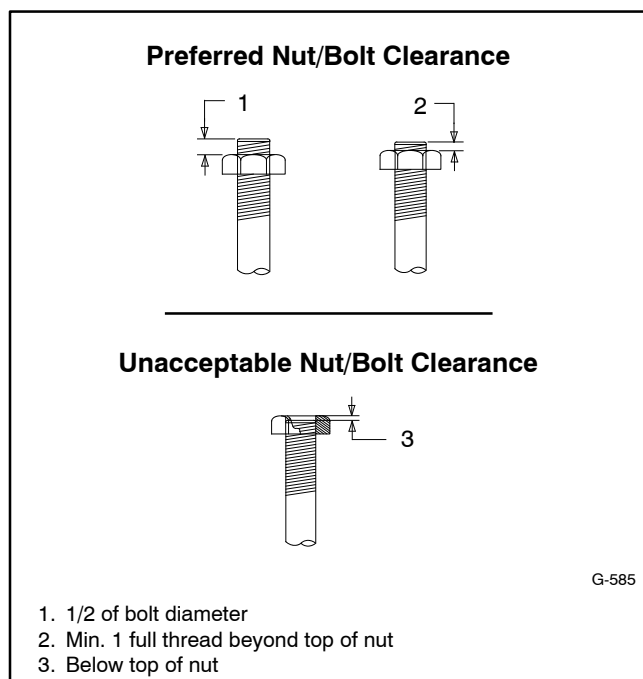 Preferred Nut/Bolt Clearance
1
2
Unacceptable Nut/Bolt Clearance
3
G-585
1. 1/2 of bolt diameter
2. Min. 1 full thread beyond top of nut
3. Below top of nut